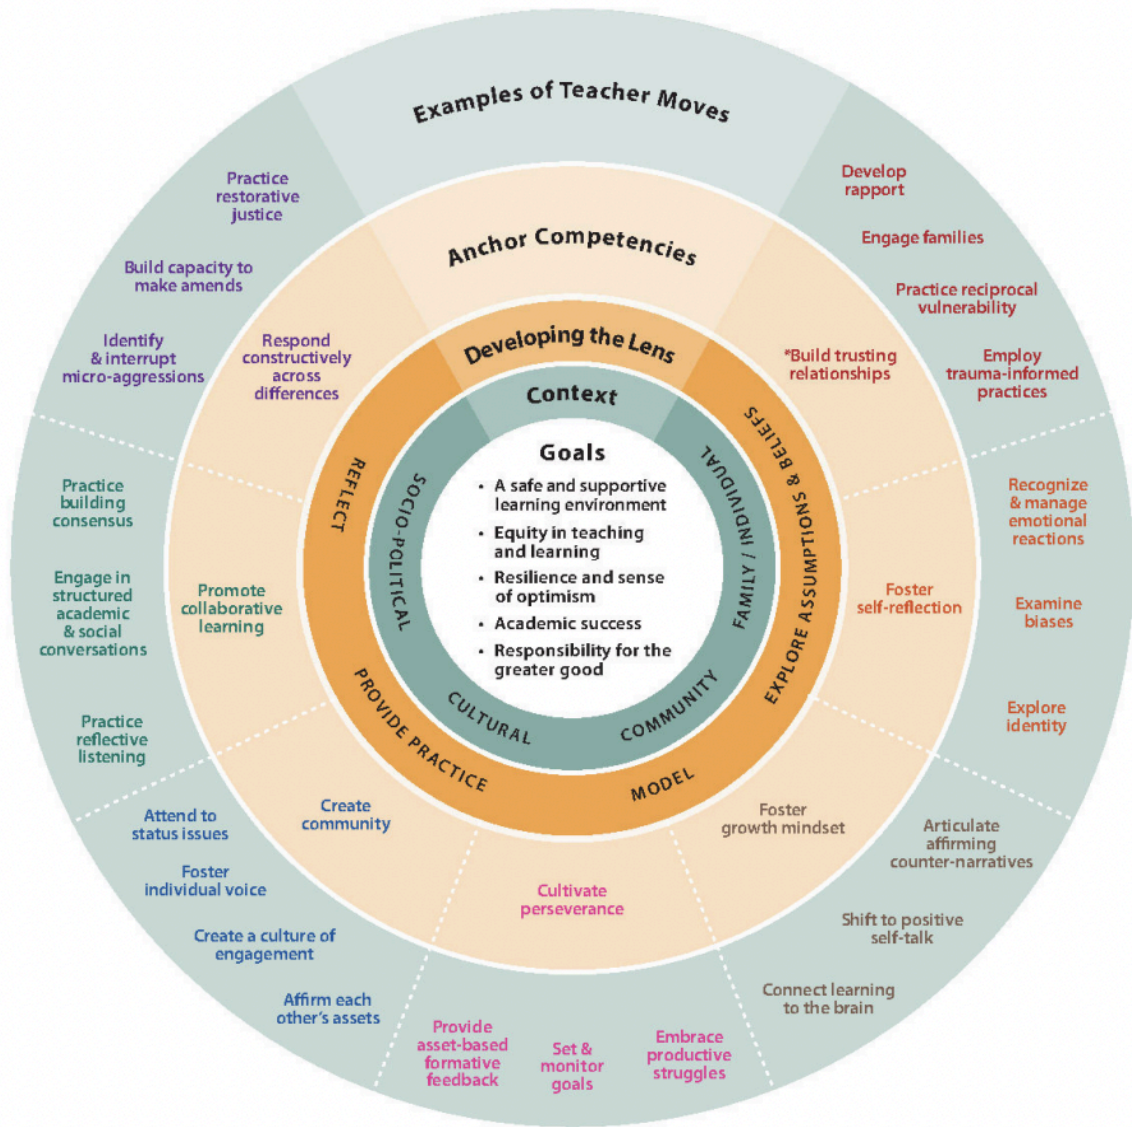 Examples of Teacher Moves
Anchor Competencies
Developing the Lens
Context
Goals
• A safe and supportive
learning environment
• Equity in teaching
and learning
• Resilience and sense
of optimism
• Academic success
• Responsibility for the
greater good
FAMILY / INDIVIDUAL
COMMUNITY
CULTURAL
SOCIO-POLITICAL
EXPLORE ASSUMPTIONS & BELIEFS
MODEL
PROVIDE PRACTICE
REFLECT
*Build trusting
relationships
Develop
rapport
Engage families
Practice reciprocal
vulnerability
Employ
trauma-informed
practices
Foster
self-reflection
Recognize
& manage
emotional
reactions
Examine
biases
Explore
identity
Foster
growth mindset
Articulate
affirming
counter-narratives
Shift to positive
self-talk
Connect learning
to the brain
Cultivate
perseverance
Embrace
productive
struggles
Set &
monitor
goals
Provide
asset-based
formative
feedback
Create
community
Affirm each
other's assets
Create a culture of
engagement
Foster
individual voice
Attend to
status issues
Promote
collaborative
learning
Practice
reflective
listening
Engage in
structured
academic
& social
conversations
Practice
building
consensus
Respond
constructively
across
differences
Identify
& interrupt
micro-aggressions
Build capacity to
make amends
Practice
restorative
justice